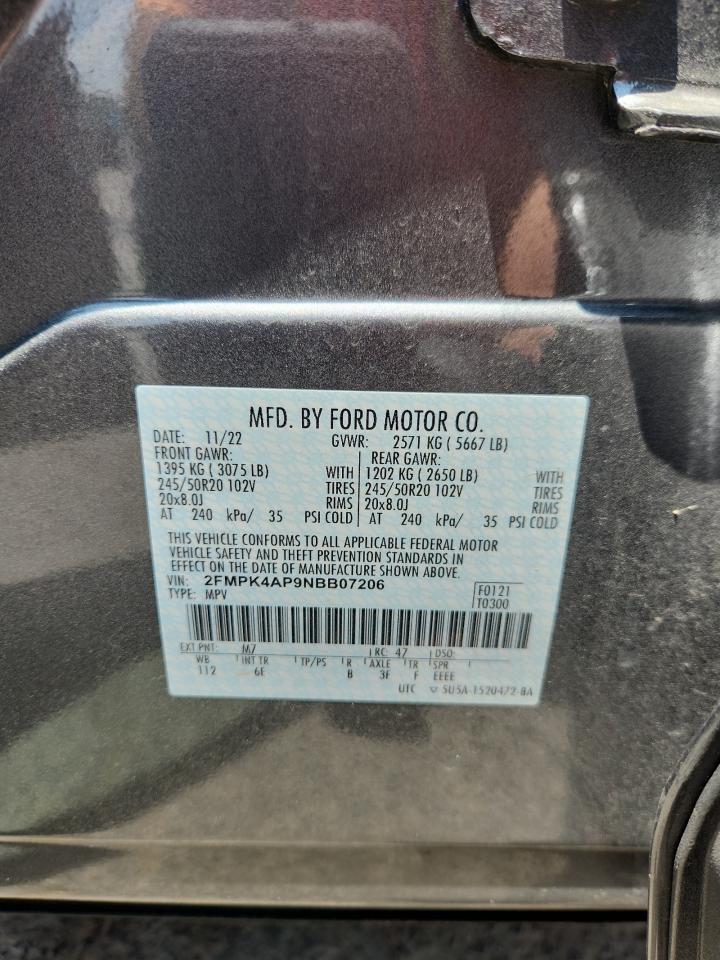 MFD. BY FORD MOTOR CO.
DATE: 11/22 GVWR: 2571 KG ( 5667 LB)
FRONT GAWR: REAR GAWR:
1395 KG ( 3075 LB) WITH 1202 KG ( 2650 LB) WITH
245/50R20 102V TIRES 245/50R20 102V TIRES
20x8.0J RIMS 20x8.0J RIMS
AT 240 kPa/ 35 PSI COLD AT 240 kPa/ 35 PSI COLD
THIS VEHICLE CONFORMS TO ALL APPLICABLE FEDERAL MOTOR
VEHICLE SAFETY AND THEFT PREVENTION STANDARDS IN
EFFECT ON THE DATE OF MANUFACTURE SHOWN ABOVE.
VIN: 2FMPK4AP9NBB07206 F0121
TYPE: MPV T0300
EXT PNT: M7 RC: 47 DSO:
WB INT TR TP/PS R AXLE TR SPR
112 6E B 3F F EEEE
UTC ▽ 5U5A-1520472-BA